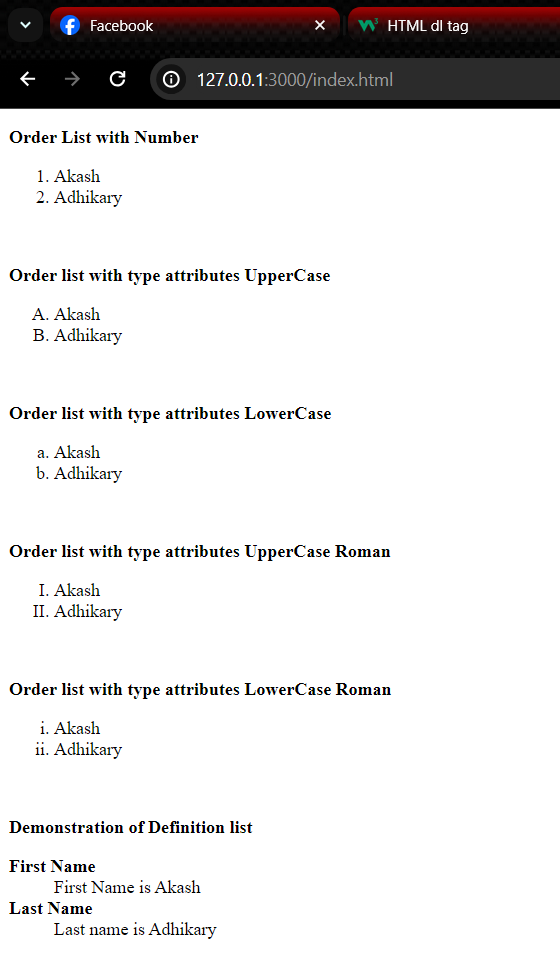 Facebook
HTML dl tag
127.0.0.1:3000/index.html
Order List with Number
1. Akash
2. Adhikary
Order list with type attributes UpperCase
A. Akash
B. Adhikary
Order list with type attributes LowerCase
a. Akash
b. Adhikary
Order list with type attributes UpperCase Roman
I. Akash
II. Adhikary
Order list with type attributes LowerCase Roman
i. Akash
ii. Adhikary
Demonstration of Definition list
First Name
First Name is Akash
Last Name
Last name is Adhikary